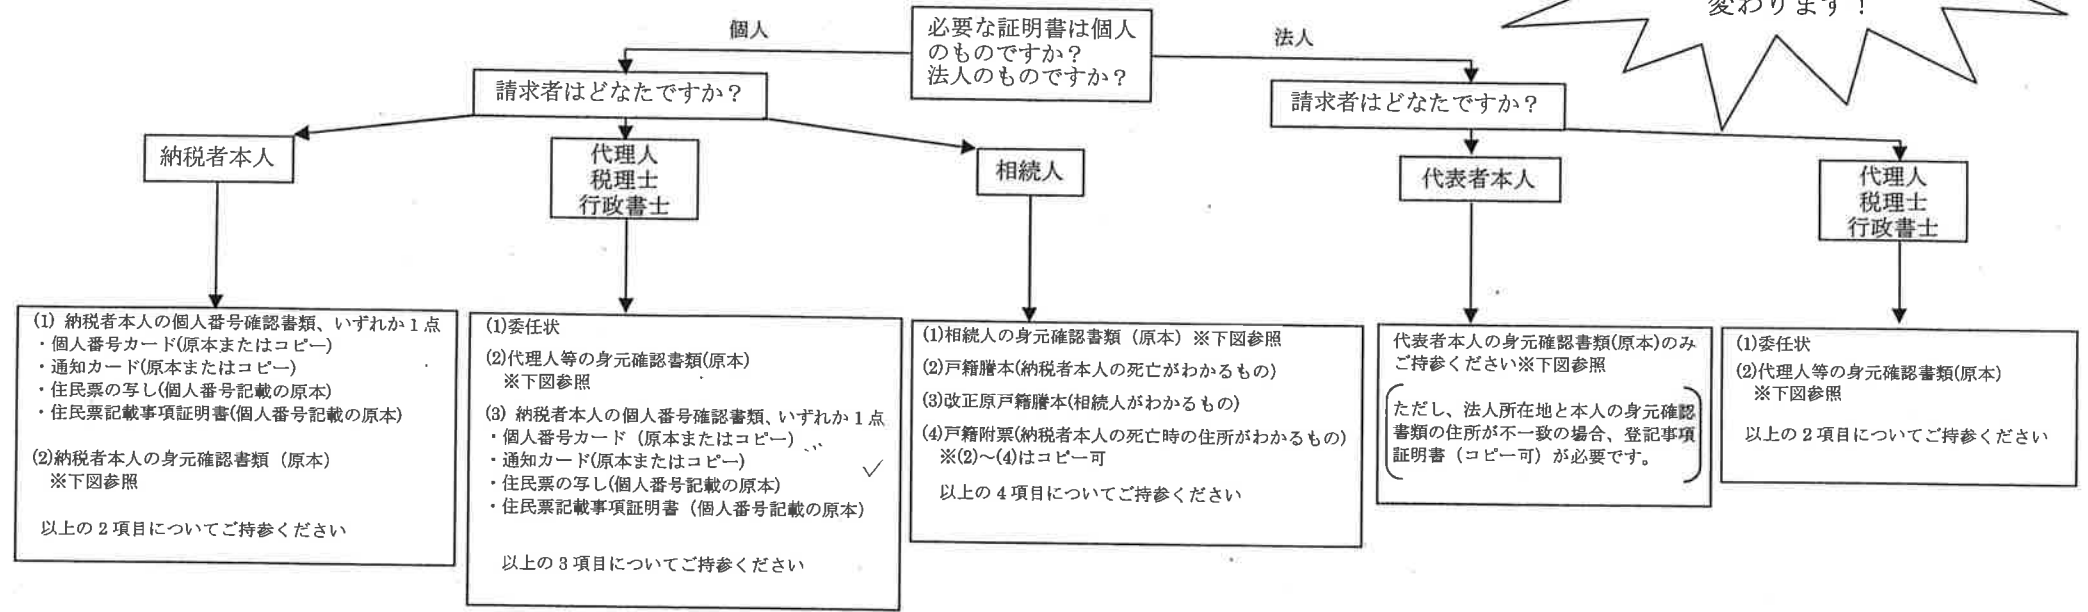 変わります！
必要な証明書は個人
のものですか？
法人のものですか？
個人
法人
請求者はどなたですか？
請求者はどなたですか？
納税者本人
代理人
税理士
行政書士
相続人
代表者本人
代理人
税理士
行政書士
(1) 納税者本人の個人番号確認書類、いずれか1点
・個人番号カード(原本またはコピー)
・通知カード(原本またはコピー)
・住民票の写し(個人番号記載の原本)
・住民票記載事項証明書(個人番号記載の原本)
(2)納税者本人の身元確認書類（原本）
※下図参照
以上の2項目についてご持参ください
(1)委任状
(2)代理人等の身元確認書類(原本)
※下図参照
(3) 納税者本人の個人番号確認書類、いずれか1点
・個人番号カード（原本またはコピー）
・通知カード(原本またはコピー)
・住民票の写し(個人番号記載の原本)
・住民票記載事項証明書（個人番号記載の原本）
以上の3項目についてご持参ください
(1)相続人の身元確認書類（原本）※下図参照
(2)戸籍謄本(納税者本人の死亡がわかるもの)
(3)改正原戸籍謄本(相続人がわかるもの)
(4)戸籍附票(納税者本人の死亡時の住所がわかるもの)
※(2)～(4)はコピー可
以上の4項目についてご持参ください
代表者本人の身元確認書類(原本)のみ
ご持参ください※下図参照
ただし、法人所在地と本人の身元確認
書類の住所が不一致の場合、登記事項
証明書（コピー可）が必要です。
(1)委任状
(2)代理人等の身元確認書類(原本)
※下図参照
以上の2項目についてご持参ください